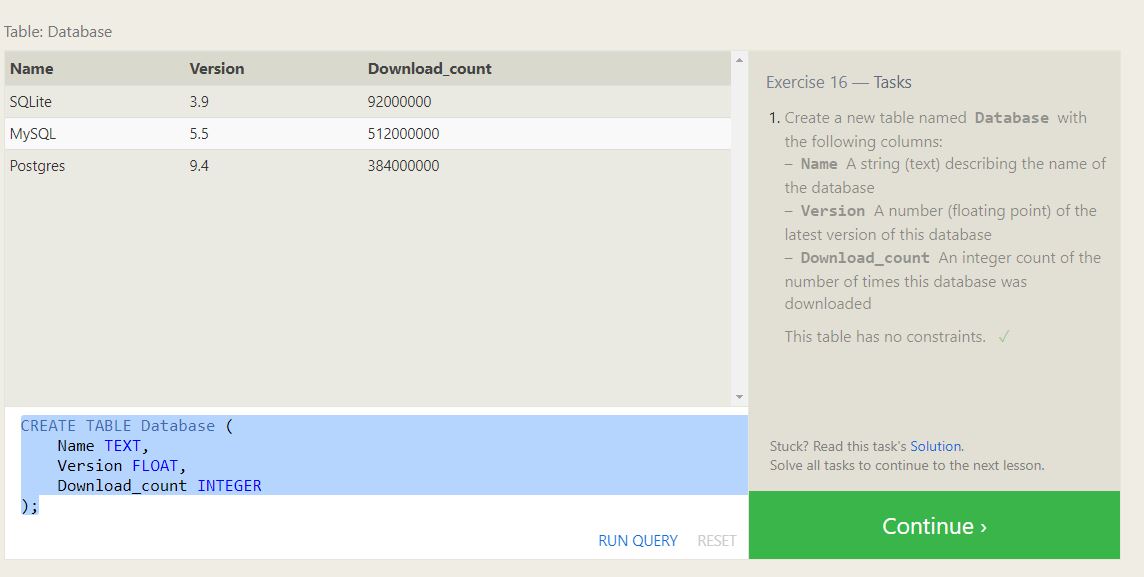 Table: Database
Name Version Download_count
SQLite 3.9 92000000
MySQL 5.5 512000000
Postgres 9.4 384000000
CREATE TABLE Database (
    Name TEXT,
    Version FLOAT,
    Download_count INTEGER
);
RUN QUERY RESET
Exercise 16 — Tasks
1. Create a new table named Database with
the following columns:
– Name A string (text) describing the name of
the database
– Version A number (floating point) of the
latest version of this database
– Download_count An integer count of the
number of times this database was
downloaded
This table has no constraints. ✓
Stuck? Read this task's Solution.
Solve all tasks to continue to the next lesson.
Continue ›